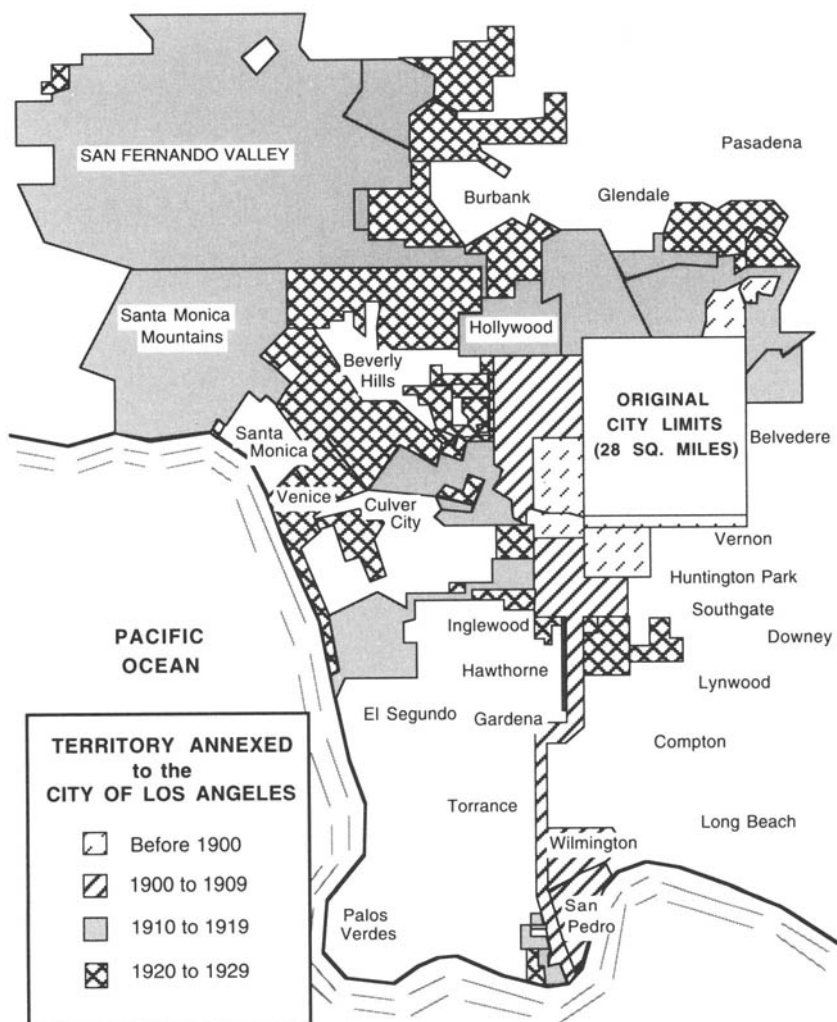 Pasadena
SAN FERNANDO VALLEY
Burbank
Glendale
Santa Monica
Mountains
Hollywood
Beverly
Hills
ORIGINAL
CITY LIMITS
(28 SQ. MILES)
Belvedere
Santa
Monica
Venice
Culver
City
Vernon
Huntington Park
Southgate
Downey
Inglewood
PACIFIC
OCEAN
Hawthorne
Lynwood
El Segundo
Gardena
Compton
Torrance
Long Beach
Wilmington
San
Pedro
Palos
Verdes
TERRITORY ANNEXED
to the
CITY OF LOS ANGELES
Before 1900
1900 to 1909
1910 to 1919
1920 to 1929